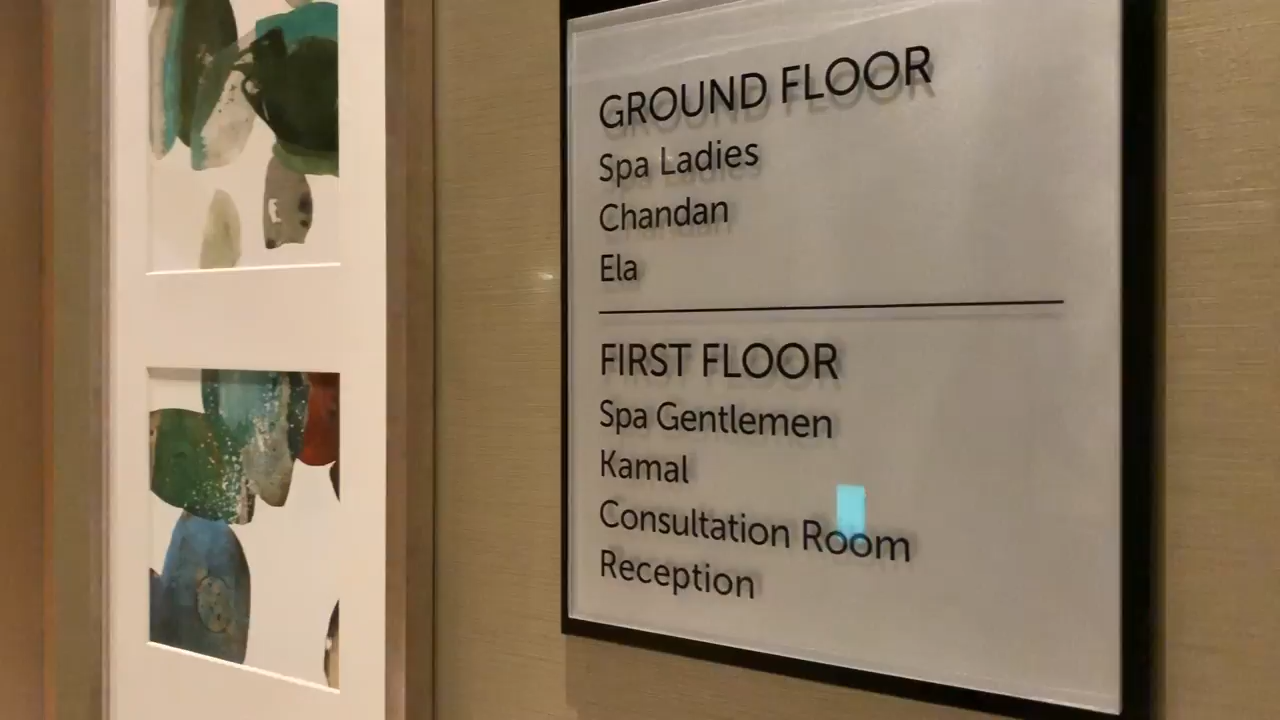 GROUND FLOOR
Spa Ladies
Chandan
Ela
FIRST FLOOR
Spa Gentlemen
Kamal
Consultation Room
Reception